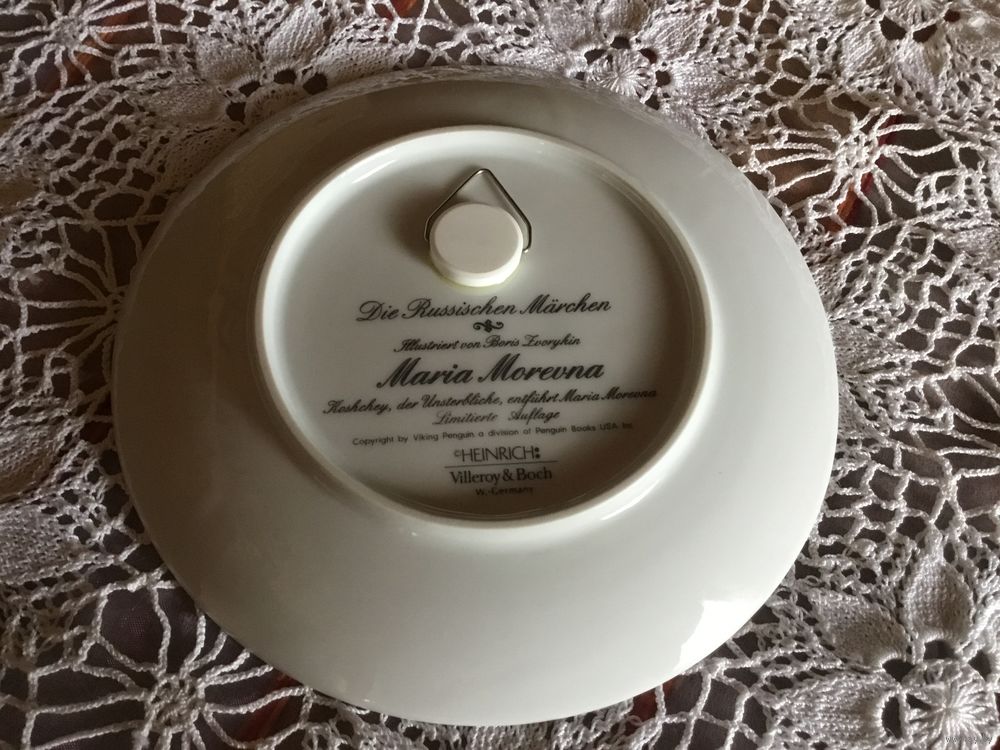 Die Russischen Märchen
Illustriert von Boris Zvorykin
Maria Morevna
Koshchey, der Unsterbliche, entführt Maria Morevna
Limitierte Auflage
Copyright by Viking Penguin a division of Penguin Books USA Inc.
©HEINRICH
Villeroy & Boch
W.-Germany